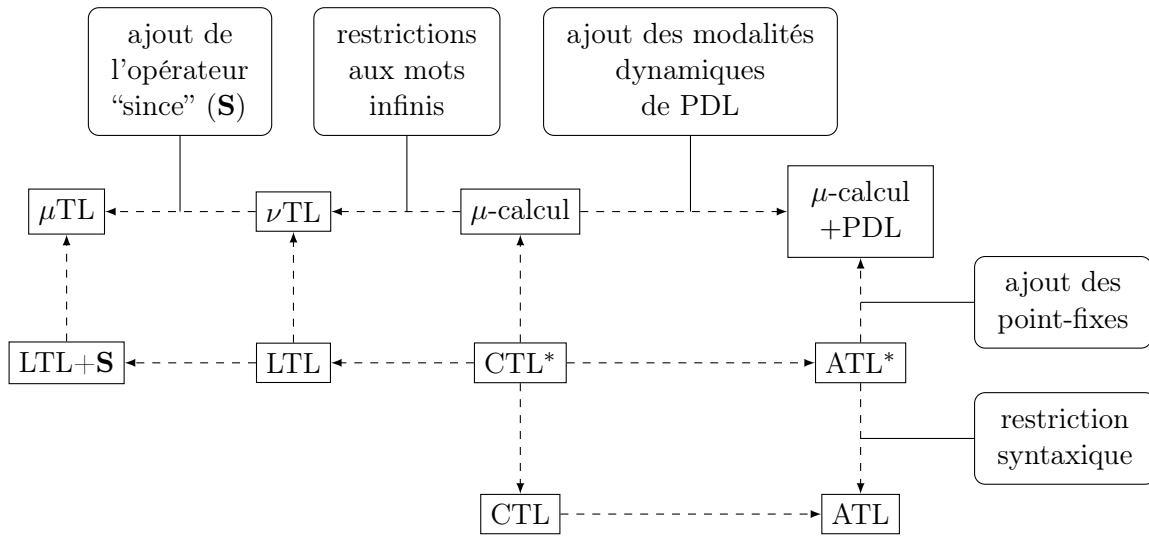 ajout de
l'opérateur
“since” (S)
restrictions
aux mots
infinis
ajout des modalités
dynamiques
de PDL
μTL
νTL
μ-calcul
μ-calcul
+PDL
ajout des
point-fixes
LTL+S
LTL
CTL*
ATL*
restriction
syntaxique
CTL
ATL